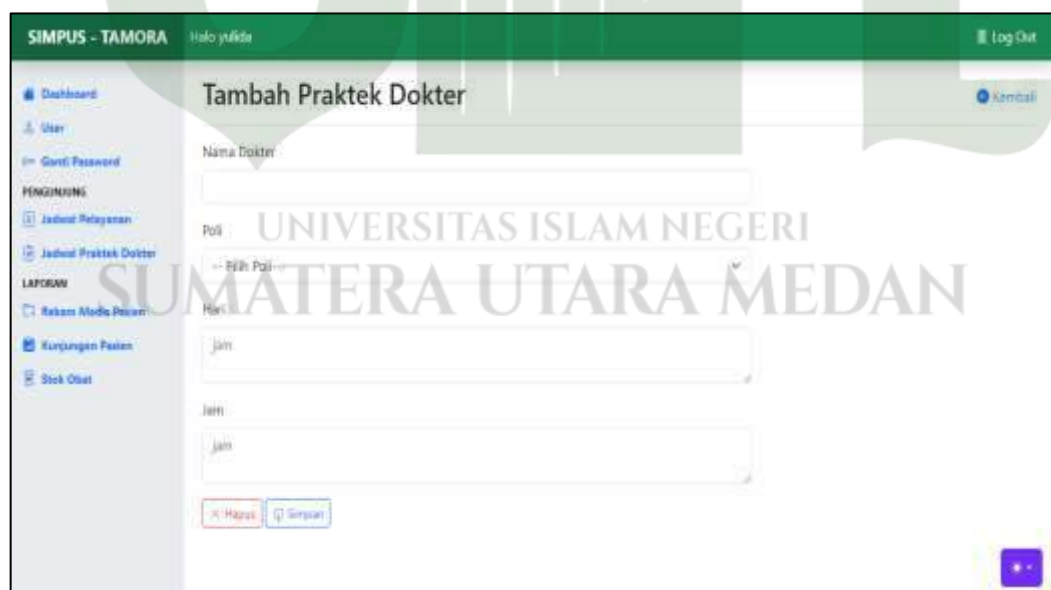 SIMPUS - TAMORA Halo yulida Log Out
Dashboard
User
Ganti Password
PENGUNJUNG
Jadwal Pelayanan
Jadwal Praktek Dokter
LAPORAN
Rekam Medis Pasien
Kunjungan Pasien
Stok Obat
Tambah Praktek Dokter
Kembali
Nama Dokter
Poli
-- Pilih Poli--
Hari
Jam
Jam
Jam
Hapus Simpan
UNIVERSITAS ISLAM NEGERI
SUMATERA UTARA MEDAN